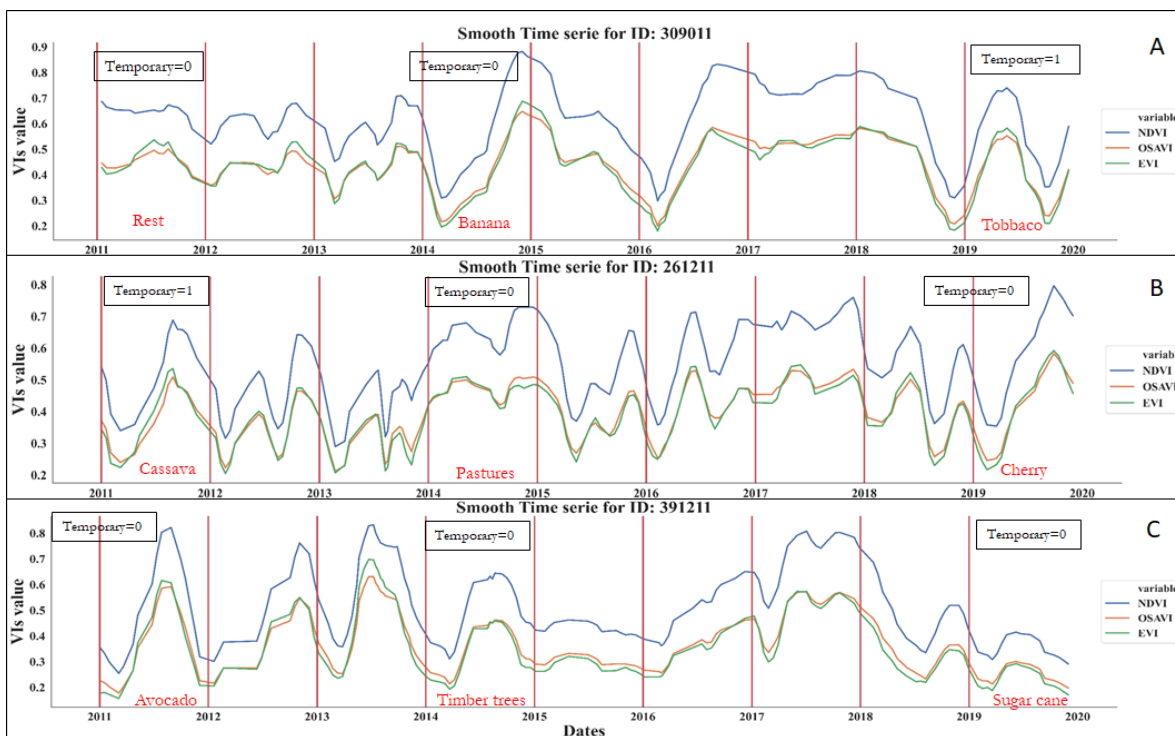 Smooth Time serie for ID: 309011
A
Temporary=0
Temporary=0
Temporary=1
0.9
0.8
0.7
0.6
0.5
0.4
0.3
0.2
VIs value
variable
NDVI
OSAVI
EVI
Rest
Banana
Tobbaco
2011 2012 2013 2014 2015 2016 2017 2018 2019 2020
Smooth Time serie for ID: 261211
B
Temporary=1
Temporary=0
Temporary=0
0.8
0.7
0.6
0.5
0.4
0.3
0.2
VIs value
variabl
NDVI
OSAVI
EVI
Cassava
Pastures
Cherry
2011 2012 2013 2014 2015 2016 2017 2018 2019 2020
Smooth Time serie for ID: 391211
C
Temporary=0
Temporary=0
Temporary=0
0.8
0.7
0.6
0.5
0.4
0.3
0.2
VIs value
variable
NDVI
OSAVI
EVI
Avocado
Timber trees
Sugar cane
2011 2012 2013 2014 2015 2016 2017 2018 2019 2020
Dates